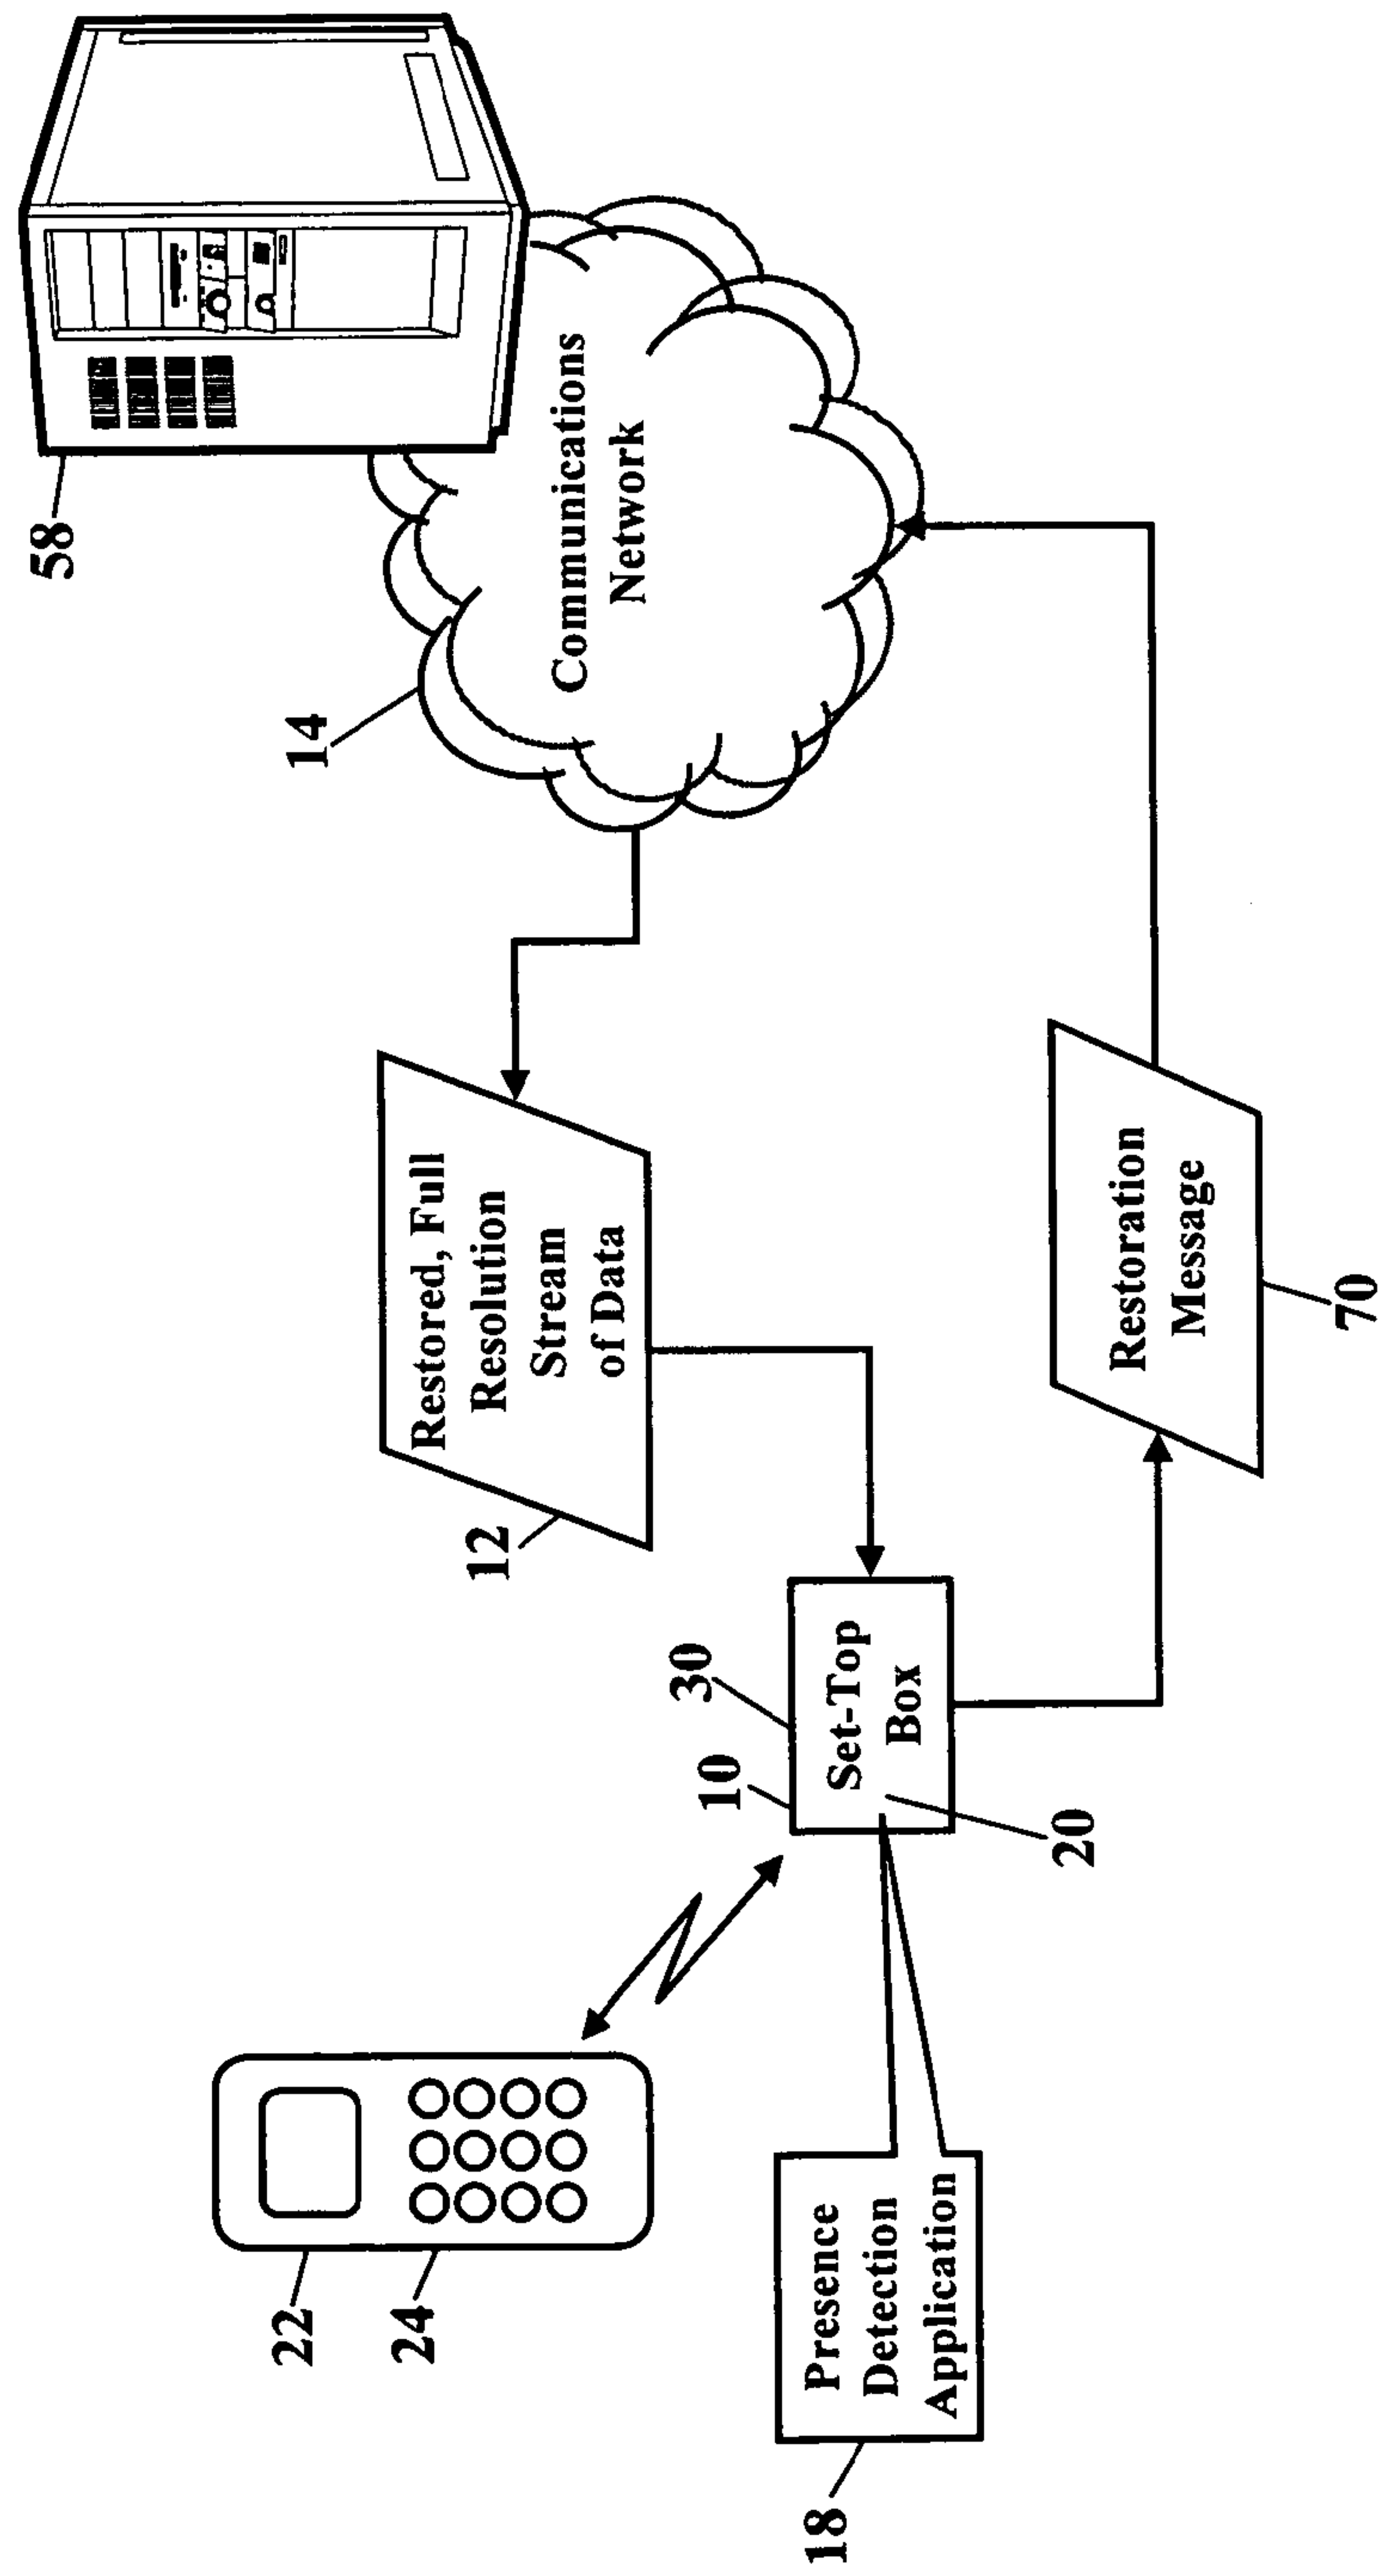 58
14
Communications
Network
Restored, Full
Resolution
Stream
of Data
12
Restoration
Message
70
30
10
Set-Top
Box
20
22
24
Presence
Detection
Application
18